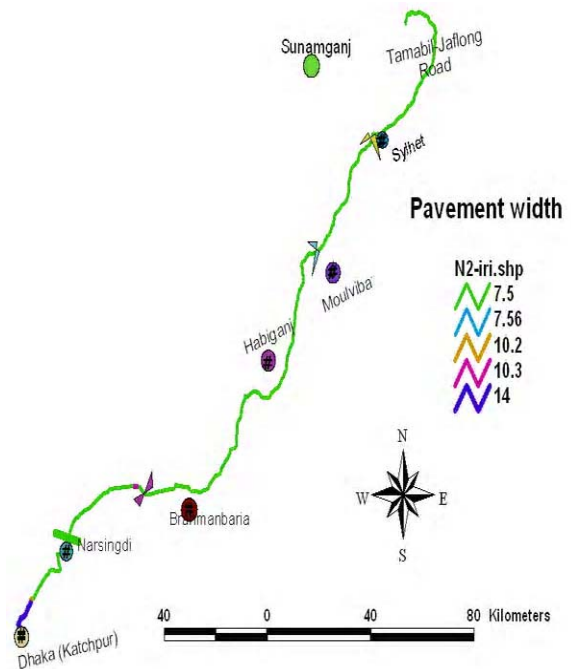 Sunamganj
Tamabil-Jaflong
Road
Sylhet
Pavement width
N2-iri.shp
7.5
7.56
10.2
10.3
14
Moulviba
Habiganj
N
W E
S
Brahmanbaria
Narsingdi
Dhaka (Katchpur)
40 0 40 80 Kilometers